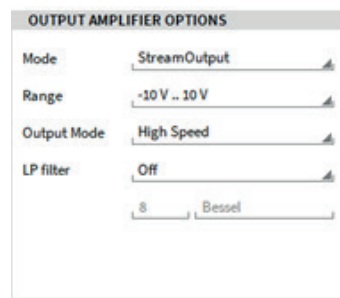 OUTPUT AMPLIFIER OPTIONS
Mode StreamOutput
Range -10 V .. 10 V
Output Mode High Speed
LP filter Off
8 Bessel